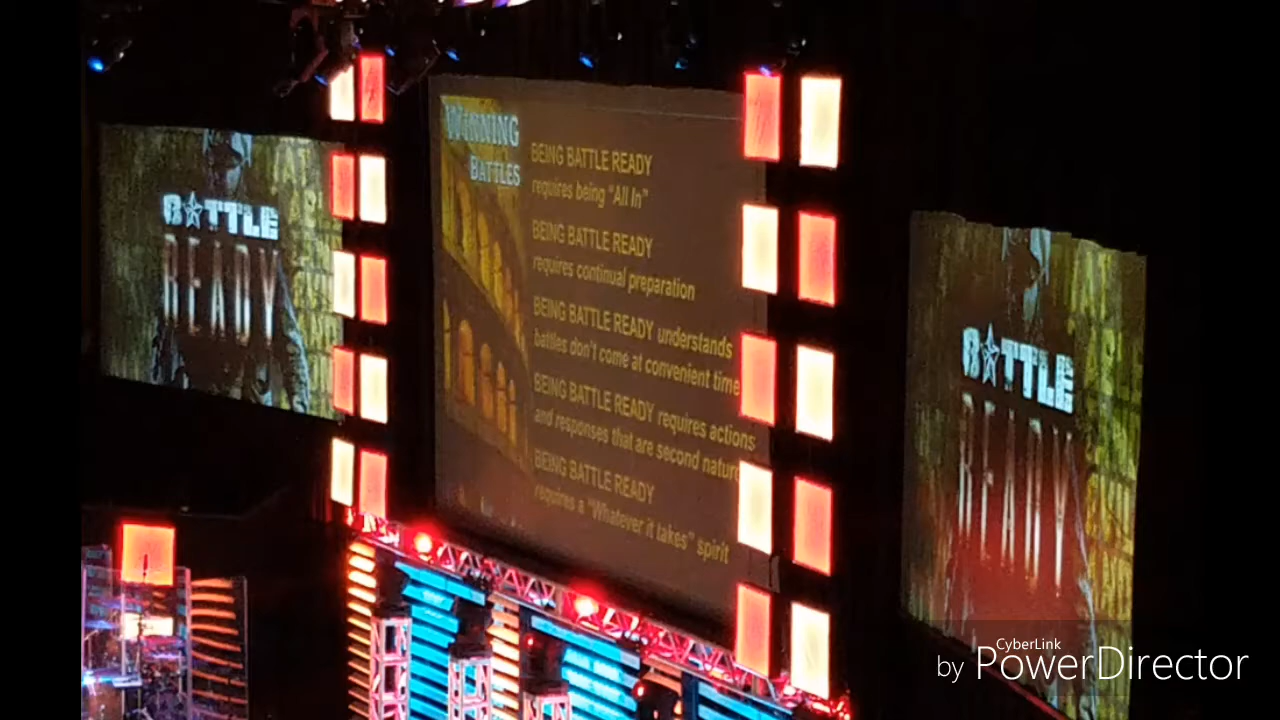 BATTLE
READY
WINNING
BATTLES
BEING BATTLE READY
requires being "All In"
BEING BATTLE READY
requires continual preparation
BEING BATTLE READY understands
battles don't come at convenient time
BEING BATTLE READY requires actions
and responses that are second nature
BEING BATTLE READY
requires a "Whatever it takes" spirit
BATTLE
READY
CyberLink
by PowerDirector